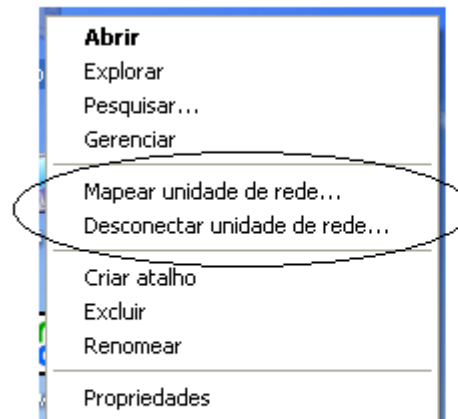 Abrir
Explorar
Pesquisar...
Gerenciar
Mapear unidade de rede...
Desconectar unidade de rede...
Criar atalho
Excluir
Renomear
Propriedades